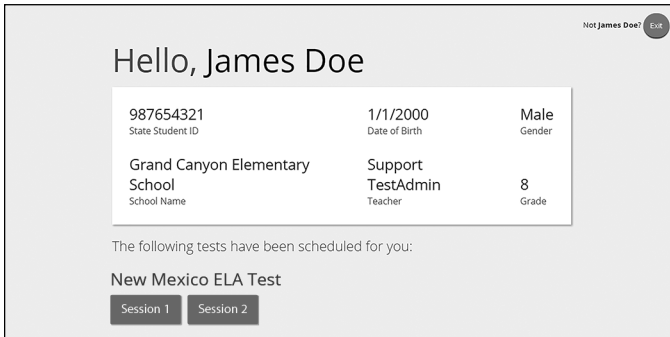 Not James Doe? Exit
Hello, James Doe
987654321 1/1/2000 Male
State Student ID Date of Birth Gender
Grand Canyon Elementary Support
School TestAdmin 8
School Name Teacher Grade
The following tests have been scheduled for you:
New Mexico ELA Test
Session 1 Session 2